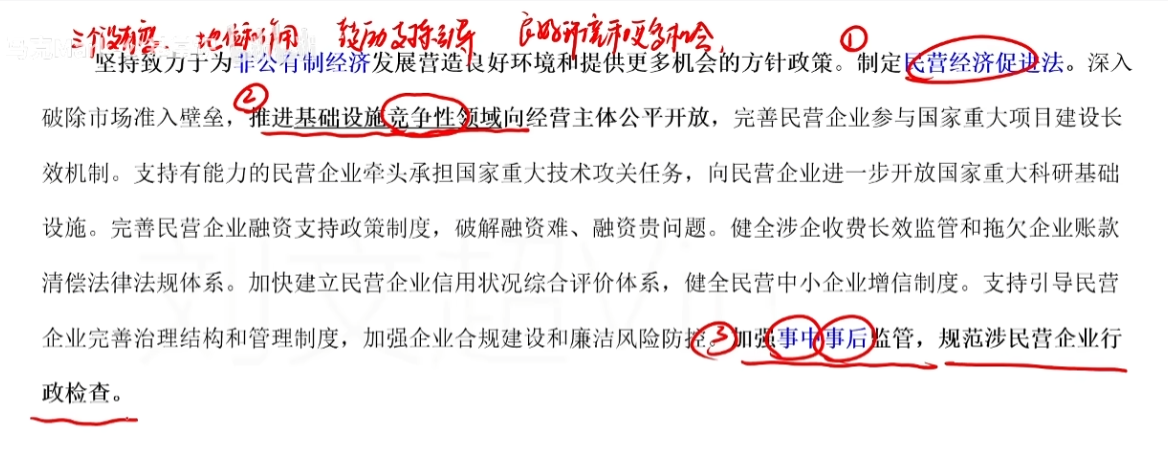 三个没有变 地位和作用 鼓励支持引导 良好环境和更多机会,
①
坚持致力于为非公有制经济发展营造良好环境和提供更多机会的方针政策。制定民营经济促进法。深入
②
破除市场准入壁垒，推进基础设施竞争性领域向经营主体公平开放，完善民营企业参与国家重大项目建设长
效机制。支持有能力的民营企业牵头承担国家重大技术攻关任务，向民营企业进一步开放国家重大科研基础
设施。完善民营企业融资支持政策制度，破解融资难、融资贵问题。健全涉企收费长效监管和拖欠企业账款
清偿法律法规体系。加快建立民营企业信用状况综合评价体系，健全民营中小企业增信制度。支持引导民营
企业完善治理结构和管理制度，加强企业合规建设和廉洁风险防控。③加强事中事后监管，规范涉民营企业行
政检查。
刘文超V